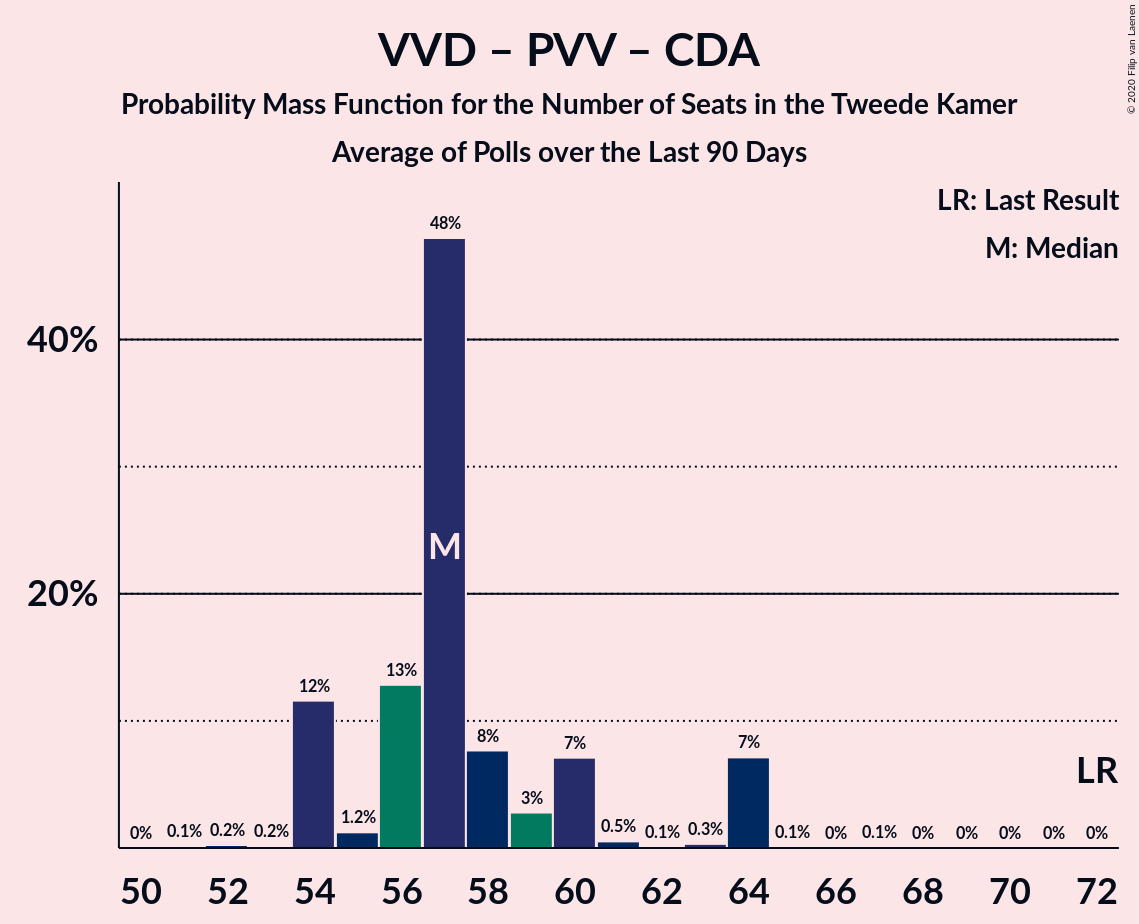 VVD – PVV – CDA
Probability Mass Function for the Number of Seats in the Tweede Kamer
Average of Polls over the Last 90 Days
© 2020 Filip van Laenen
LR: Last Result
M: Median
48%
40%
M
20%
13%
12%
8%
7%
7%
LR
3%
1.2%
0.5%
0% 0.1% 0.2% 0.2% 0.1% 0.3% 0.1% 0% 0.1% 0% 0% 0% 0% 0%
50 52 54 56 58 60 62 64 66 68 70 72